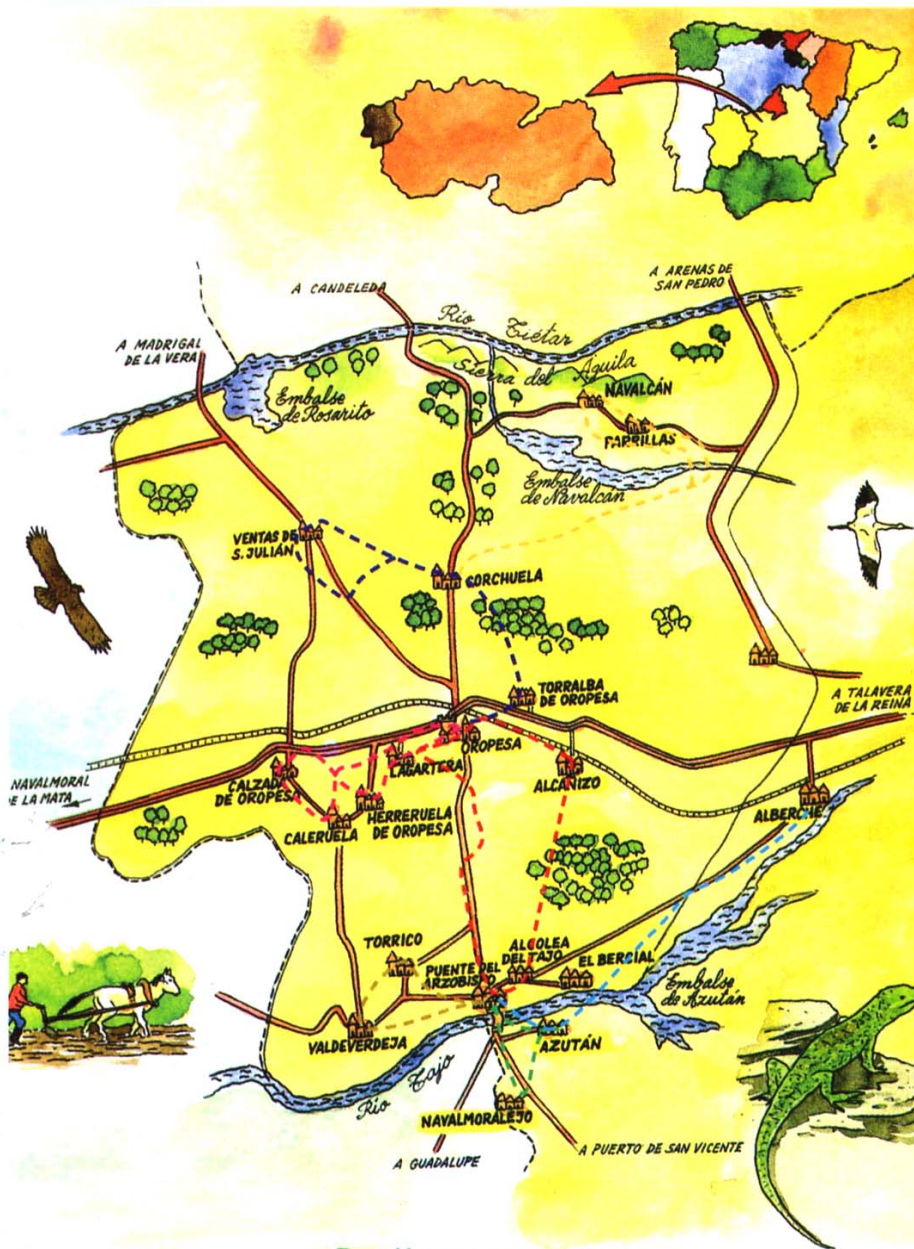 A CANDELEDA
A ARENAS DE
SAN PEDRO
A MADRIGAL
DE LA VERA
Río Tiétar
Sierra del Águila
Embalse
de Rosarito
NAVALCÁN
PARRILLAS
Embalse
de Navalcán
VENTAS DE
S. JULIÁN
CORCHUELA
TORRALBA
DE OROPESA
A TALAVERA
DE LA REINA
OROPESA
LAGARTERA
NAVALMORAL
DE LA MATA
CALZADA
DE OROPESA
ALCAÑIZO
HERRERUELA
DE OROPESA
CALERUELA
ALBERCHE
TORRICO
ALCOLEA
DEL TAJO
PUENTE DEL
ARZOBISPO
EL BERCIAL
Embalse
de Azután
VALDEVERDEJA
AZUTÁN
Río Tajo
NAVALMORALEJO
A PUERTO DE SAN VICENTE
A GUADALUPE